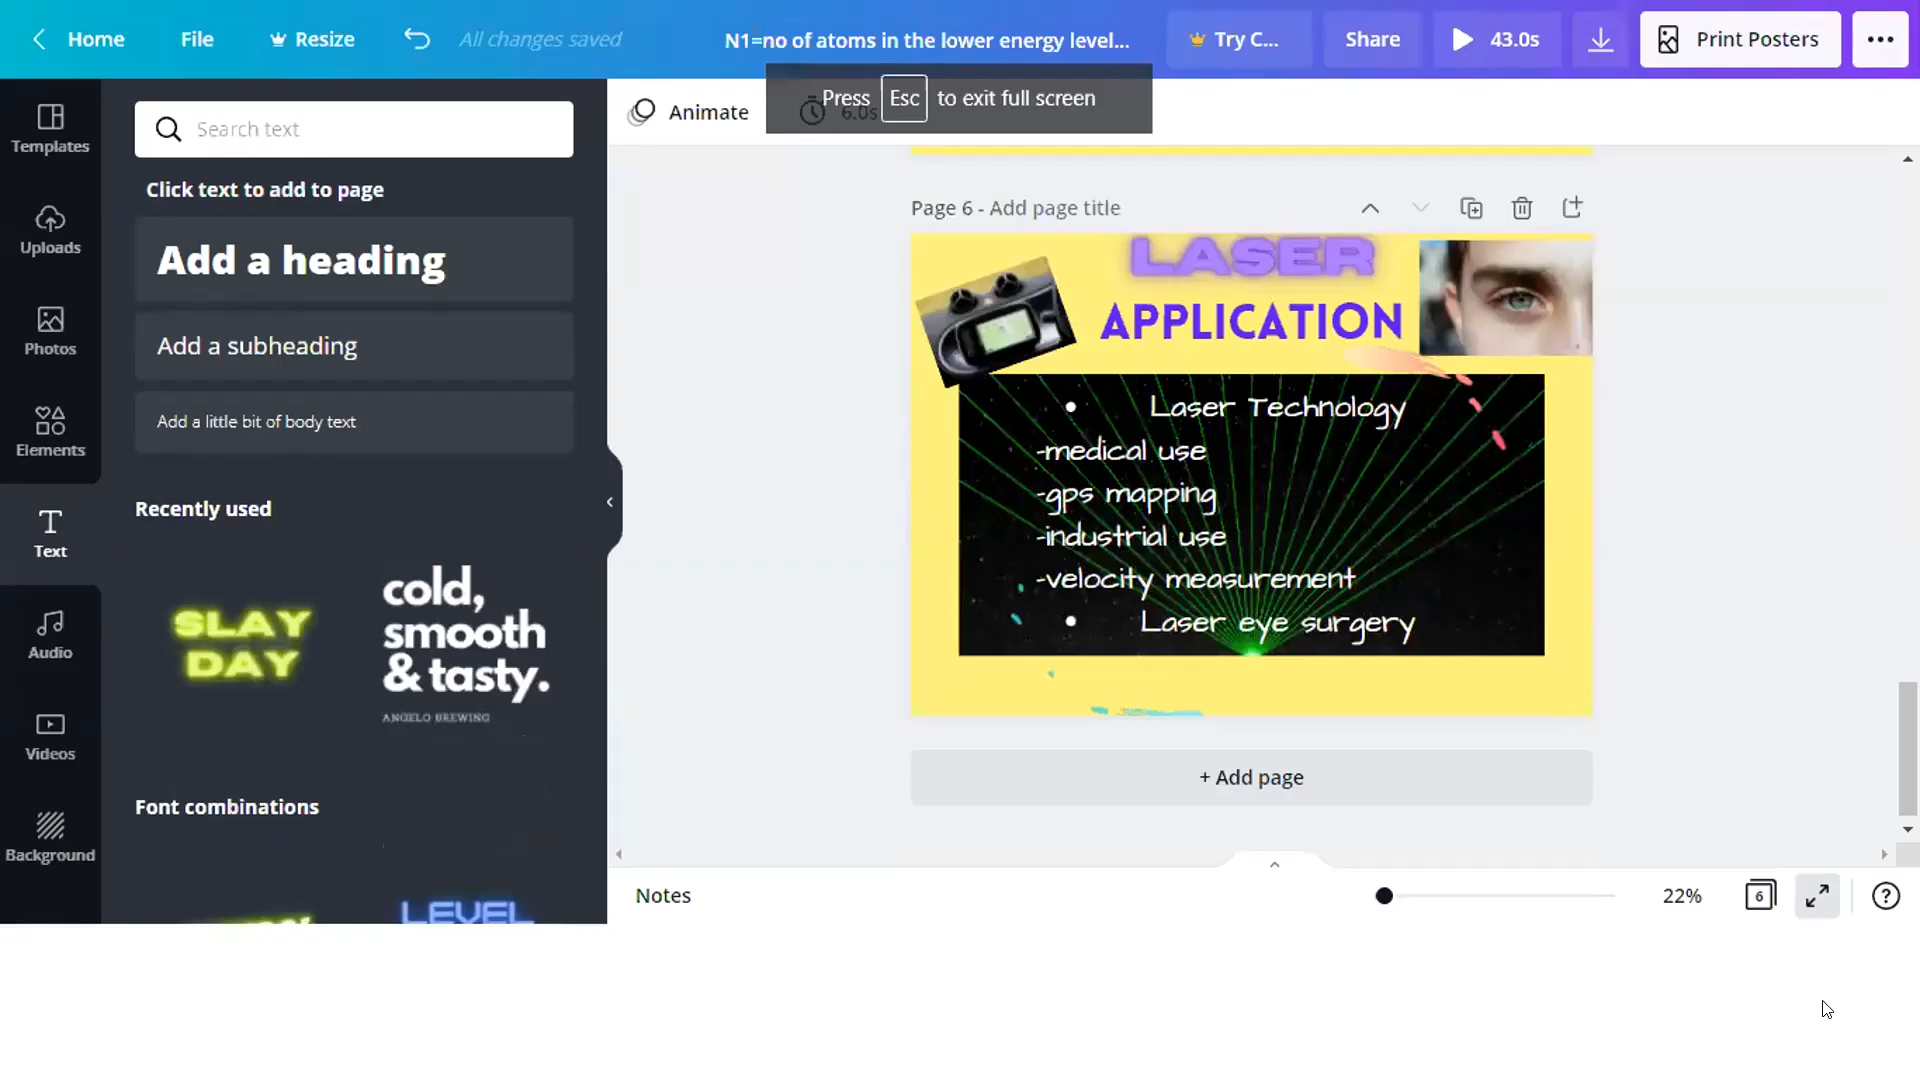 Home
File
Resize
All changes saved
N1=no of atoms in the lower energy level...
Try C...
Share
43.0s
Print Posters
Press Esc to exit full screen
Animate
6.0s
Templates
Uploads
Photos
Elements
Text
Audio
Videos
Background
Search text
Click text to add to page
Add a heading
Add a subheading
Add a little bit of body text
Recently used
SLAY
DAY
cold,
smooth
& tasty.
ANGELO BREWING
Font combinations
LEVEL
Page 6 - Add page title
LASER
APPLICATION
• Laser Technology
-medical use
-gps mapping
-industrial use
-velocity measurement
• Laser eye surgery
+ Add page
Notes
22%
6
?